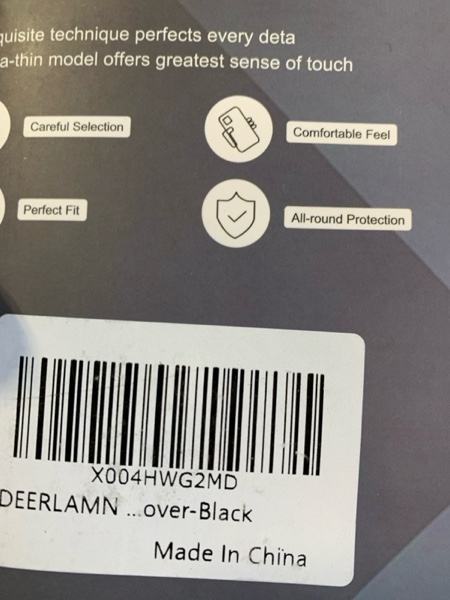 quisite technique perfects every deta
a-thin model offers greatest sense of touch
Careful Selection
Comfortable Feel
Perfect Fit
All-round Protection
X004HWG2MD
DEERLAMN ...over-Black
Made In China